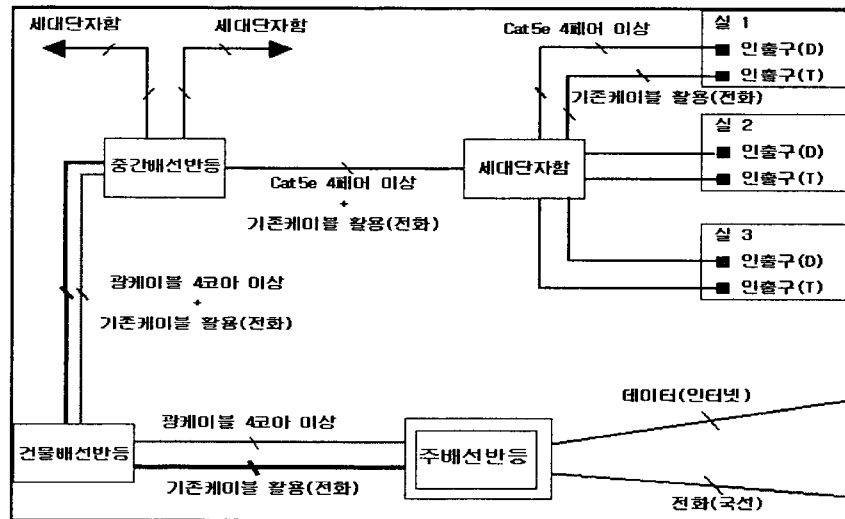 세대단자함
세대단자함
Cat5e 4페어 이상
실 1
인출구(D)
인출구(T)
기존케이블 활용(전화)
실 2
인출구(D)
인출구(T)
중간배선반등
세대단자함
Cat5e 4페어 이상
+
기존케이블 활용(전화)
실 3
인출구(D)
인출구(T)
광케이블 4코아 이상
+
기존케이블 활용(전화)
데이터(인터넷)
광케이블 4코아 이상
건물배선반등
주배선반등
기존케이블 활용(전화)
전화(국선)